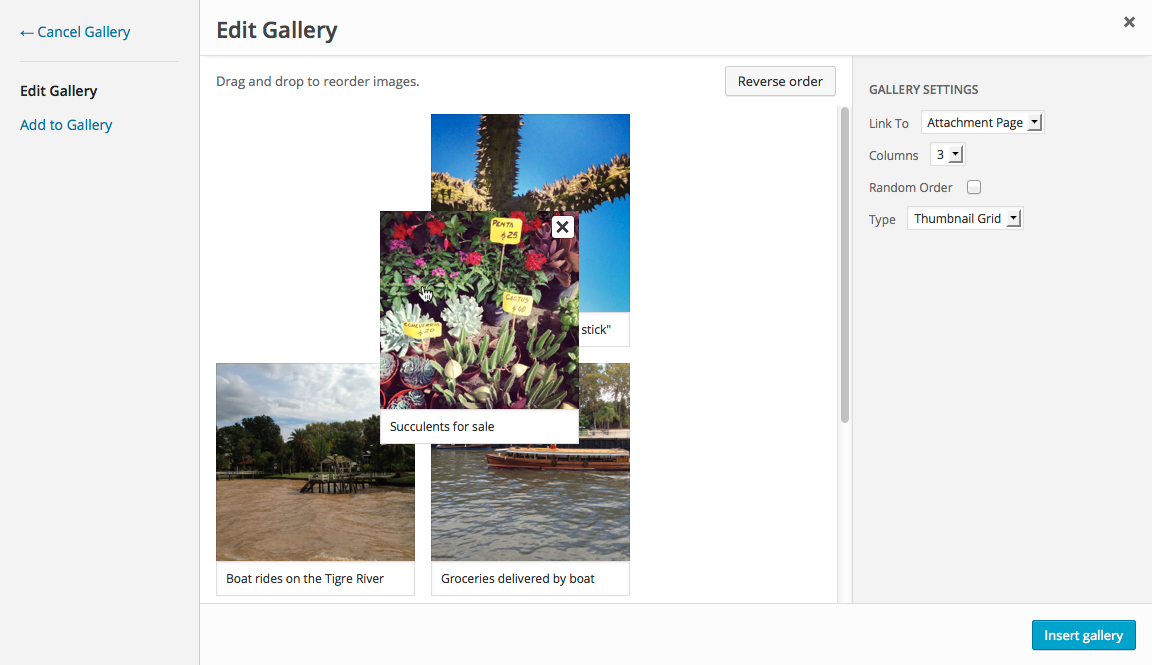 ← Cancel Gallery
Edit Gallery
Add to Gallery
Edit Gallery
Drag and drop to reorder images.
Reverse order
PENTA
$25
CACTUS
$60
stick"
Succulents for sale
Boat rides on the Tigre River
Groceries delivered by boat
GALLERY SETTINGS
Link To Attachment Page
Columns 3
Random Order
Type Thumbnail Grid
Insert gallery